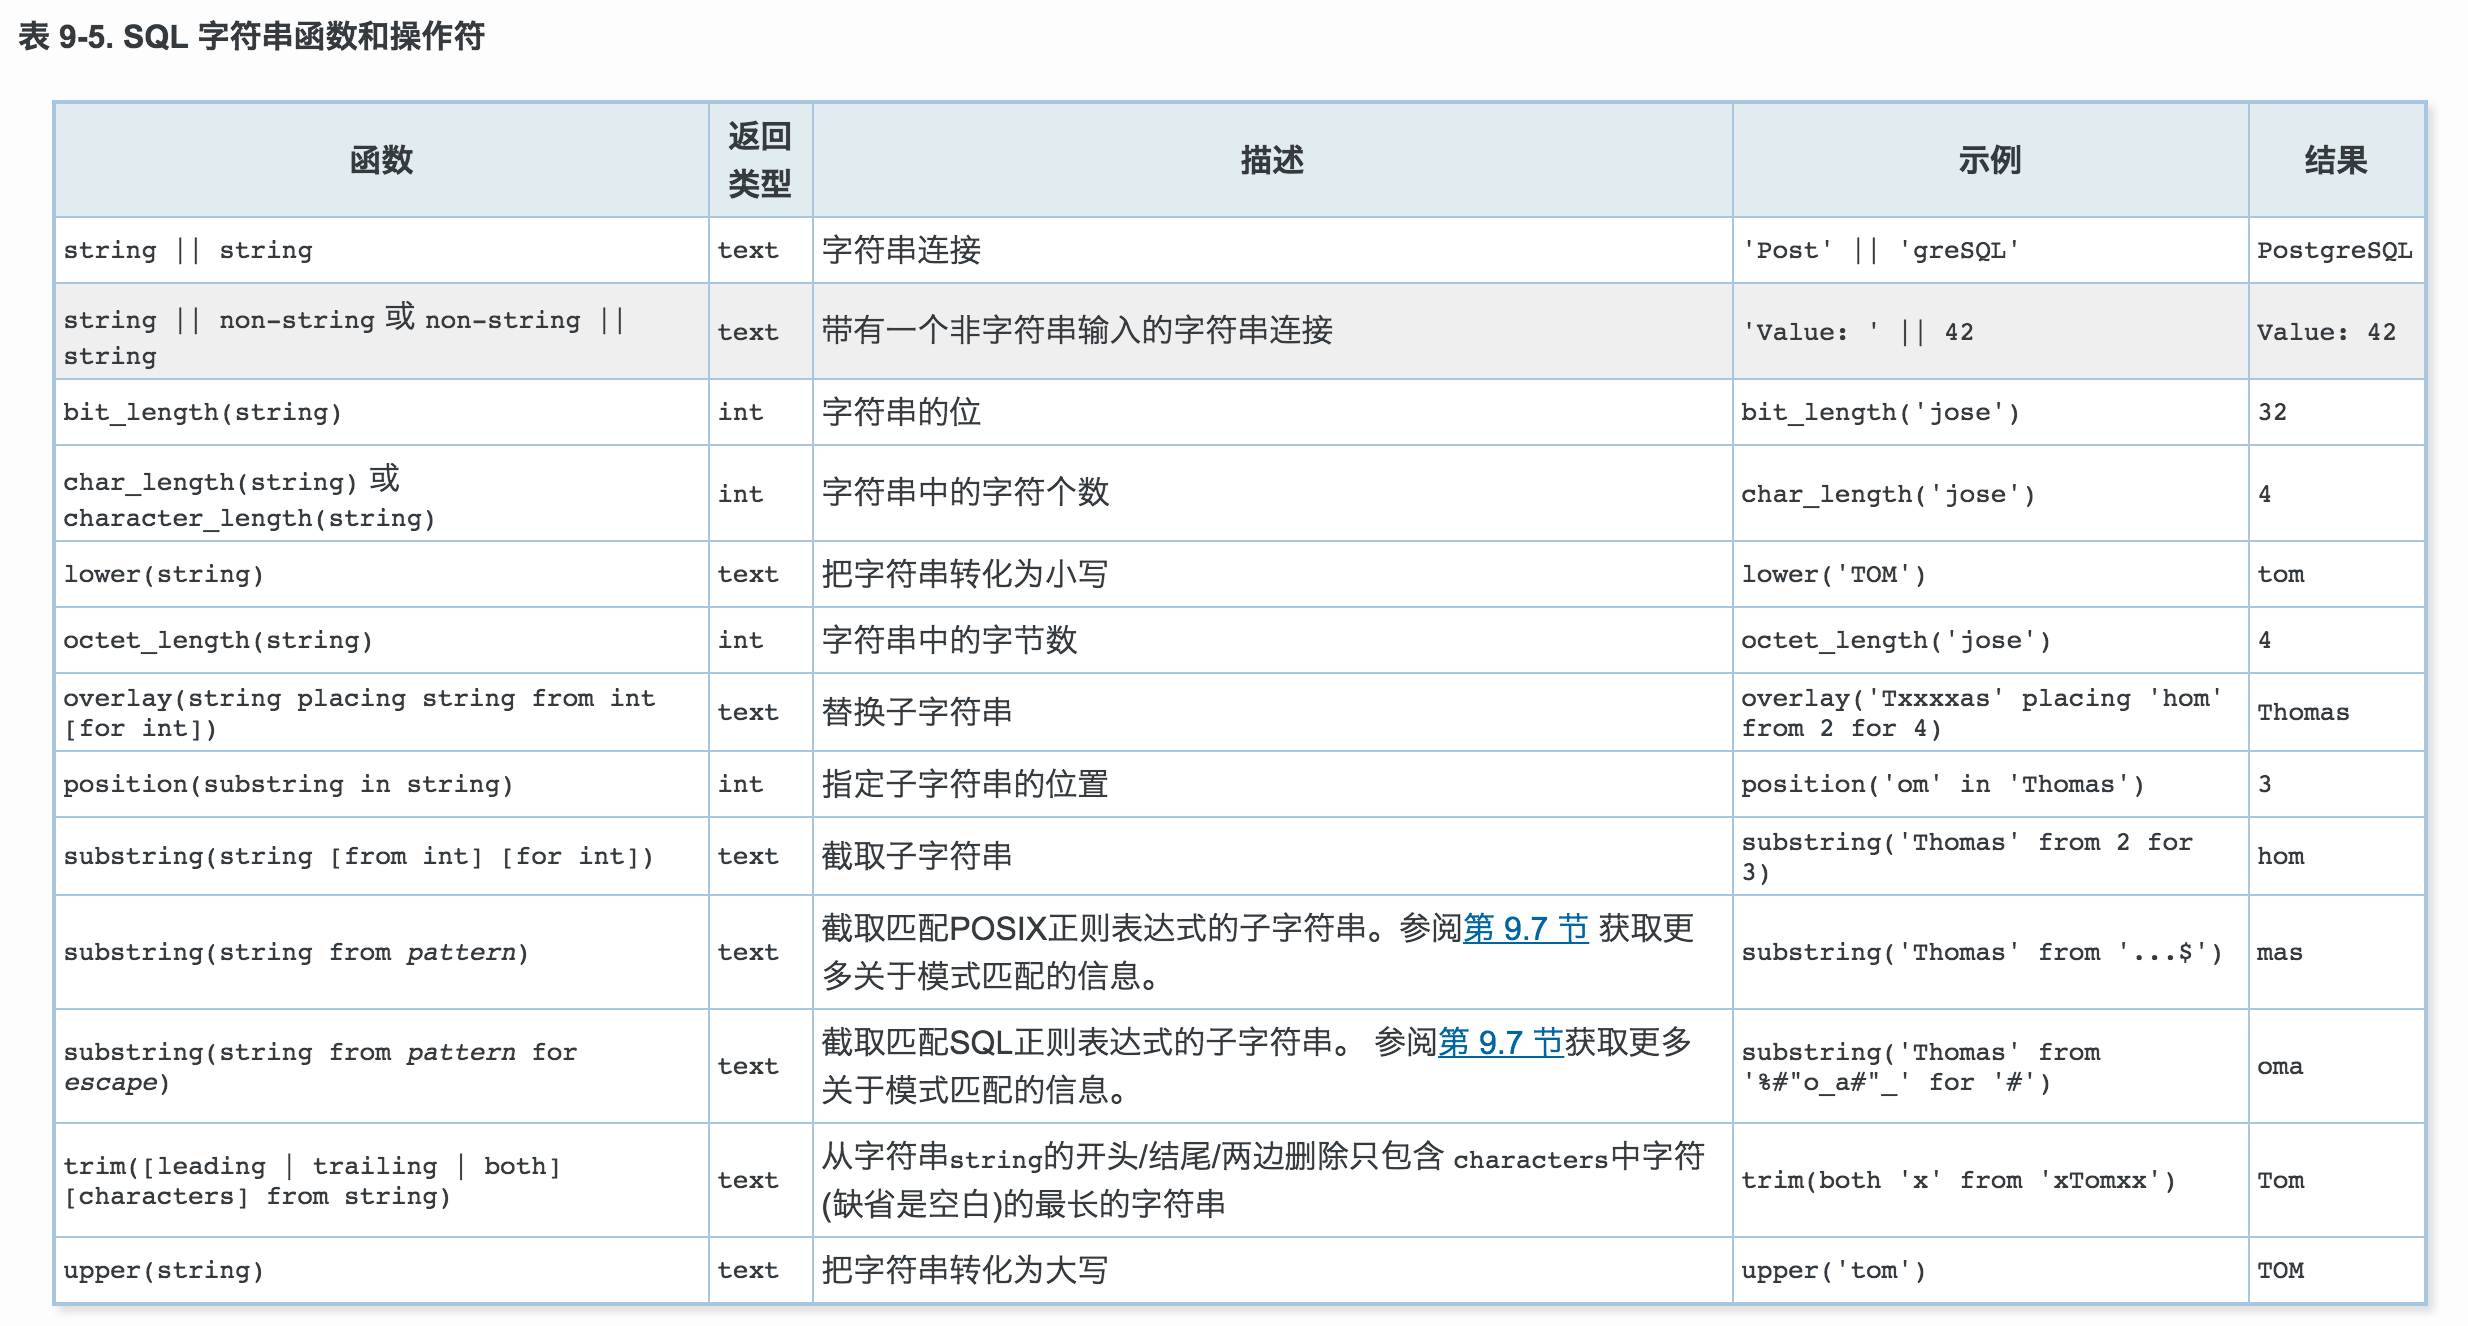 表 9-5. SQL 字符串函数和操作符
函数
返回
类型
描述
示例
结果
string || string
text
字符串连接
'Post' || 'greSQL'
PostgreSQL
string || non-string 或 non-string ||
string
text
带有一个非字符串输入的字符串连接
'Value: ' || 42
Value: 42
bit_length(string)
int
字符串的位
bit_length('jose')
32
char_length(string) 或
character_length(string)
int
字符串中的字符个数
char_length('jose')
4
lower(string)
text
把字符串转化为小写
lower('TOM')
tom
octet_length(string)
int
字符串中的字节数
octet_length('jose')
4
overlay(string placing string from int
[for int])
text
替换子字符串
overlay('Txxxxas' placing 'hom'
from 2 for 4)
Thomas
position(substring in string)
int
指定子字符串的位置
position('om' in 'Thomas')
3
substring(string [from int] [for int])
text
截取子字符串
substring('Thomas' from 2 for
3)
hom
substring(string from pattern)
text
截取匹配POSIX正则表达式的子字符串。参阅第 9.7 节 获取更
多关于模式匹配的信息。
substring('Thomas' from '...$')
mas
substring(string from pattern for
escape)
text
截取匹配SQL正则表达式的子字符串。 参阅第 9.7 节获取更多
关于模式匹配的信息。
substring('Thomas' from
'%#"o_a#"_' for '#')
oma
trim([leading | trailing | both]
[characters] from string)
text
从字符串string的开头/结尾/两边删除只包含 characters中字符
(缺省是空白)的最长的字符串
trim(both 'x' from 'xTomxx')
Tom
upper(string)
text
把字符串转化为大写
upper('tom')
TOM